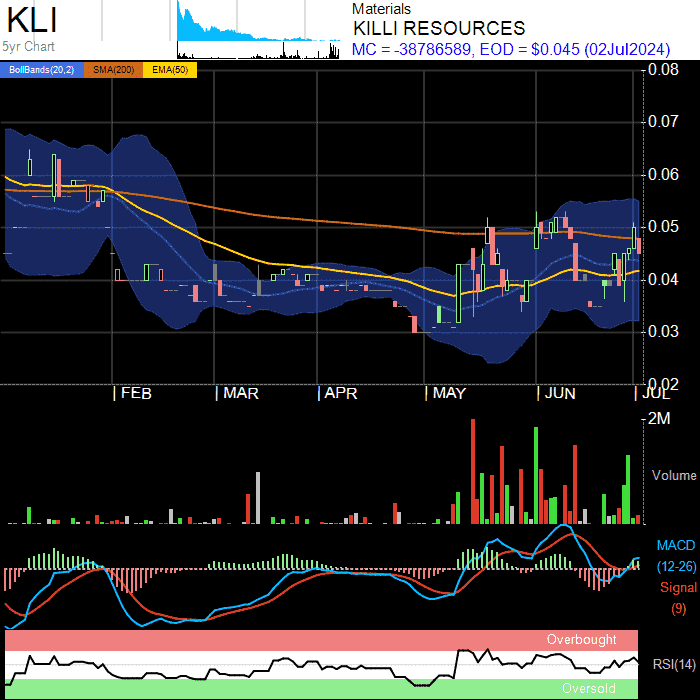 KLI
5yr Chart
Materials
KILLI RESOURCES
MC = -38786589, EOD = $0.045 (02Jul2024)
BollBands(20,2) SMA(200) EMA(50)
0.08
0.07
0.06
0.05
0.04
0.03
0.02
FEB MAR APR MAY JUN JUL
2M
Volume
MACD
(12-26)
Signal
(9)
Overbought
RSI(14)
Oversold